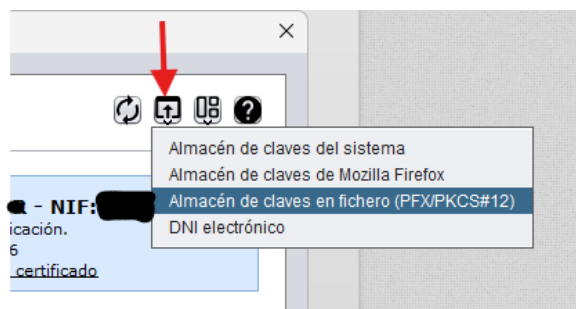 Almacén de claves del sistema
Almacén de claves de Mozilla Firefox
Almacén de claves en fichero (PFX/PKCS#12)
DNI electrónico
- NIF:
icación.
6
certificado